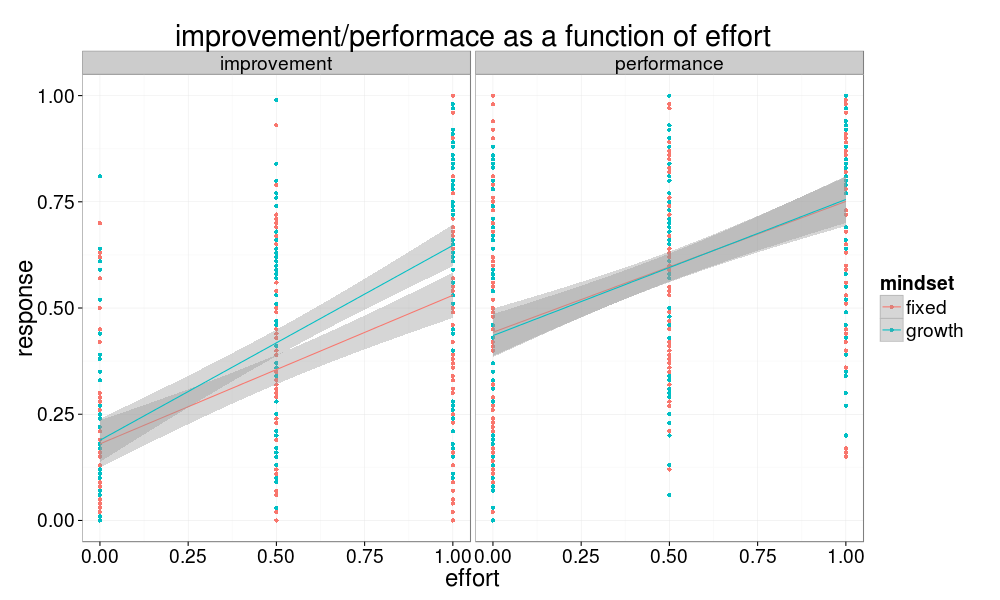 improvement/performace as a function of effort
improvement
performance
1.00
0.75
0.50
0.25
0.00
response
0.00 0.25 0.50 0.75 1.00
0.00 0.25 0.50 0.75 1.00
effort
mindset
fixed
growth